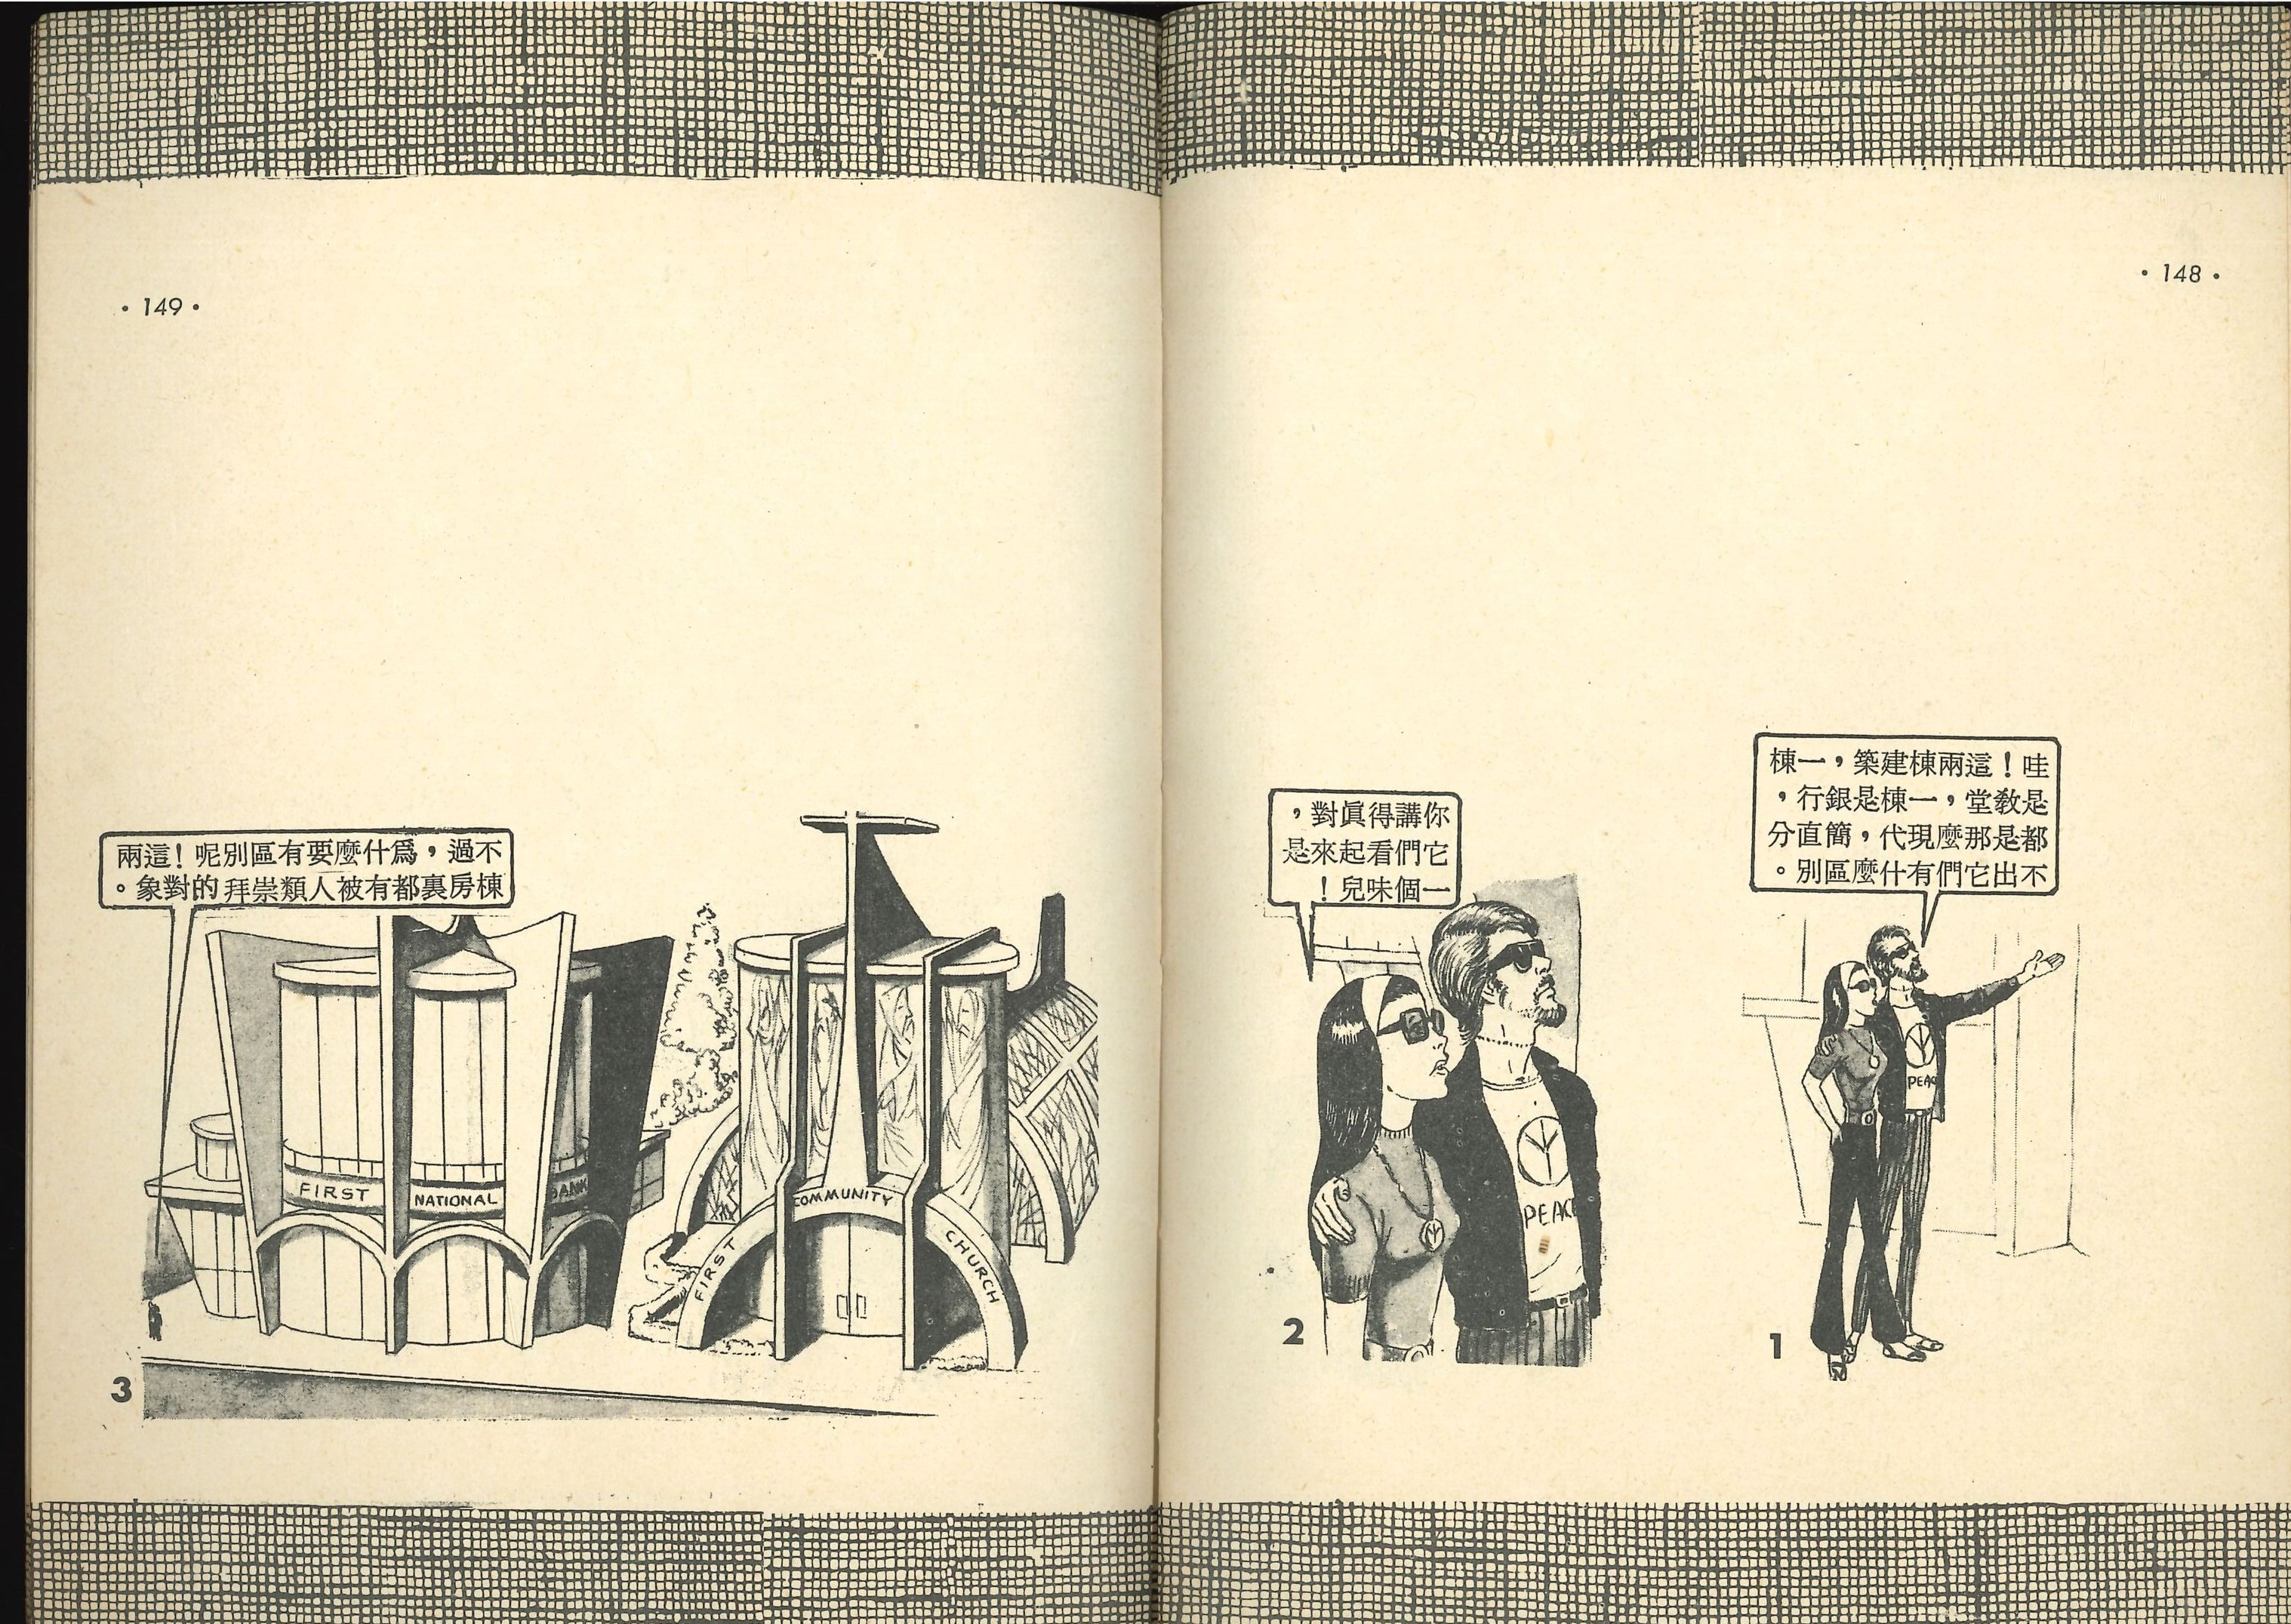 • 148 •
哇！這兩棟建築，一棟
是敎堂，一棟是銀行，
都是那麼現代，簡直分
不出它們有什麼區別。
PEAC
1
你講得眞對，
它們看起來是
一個味兒！
PEAC
2
• 149 •
不過，爲什麼要有區別呢！這兩
棟房裏都有被人類崇拜的對象。
FIRST NATIONAL BANK
FIRST COMMUNITY CHURCH
3